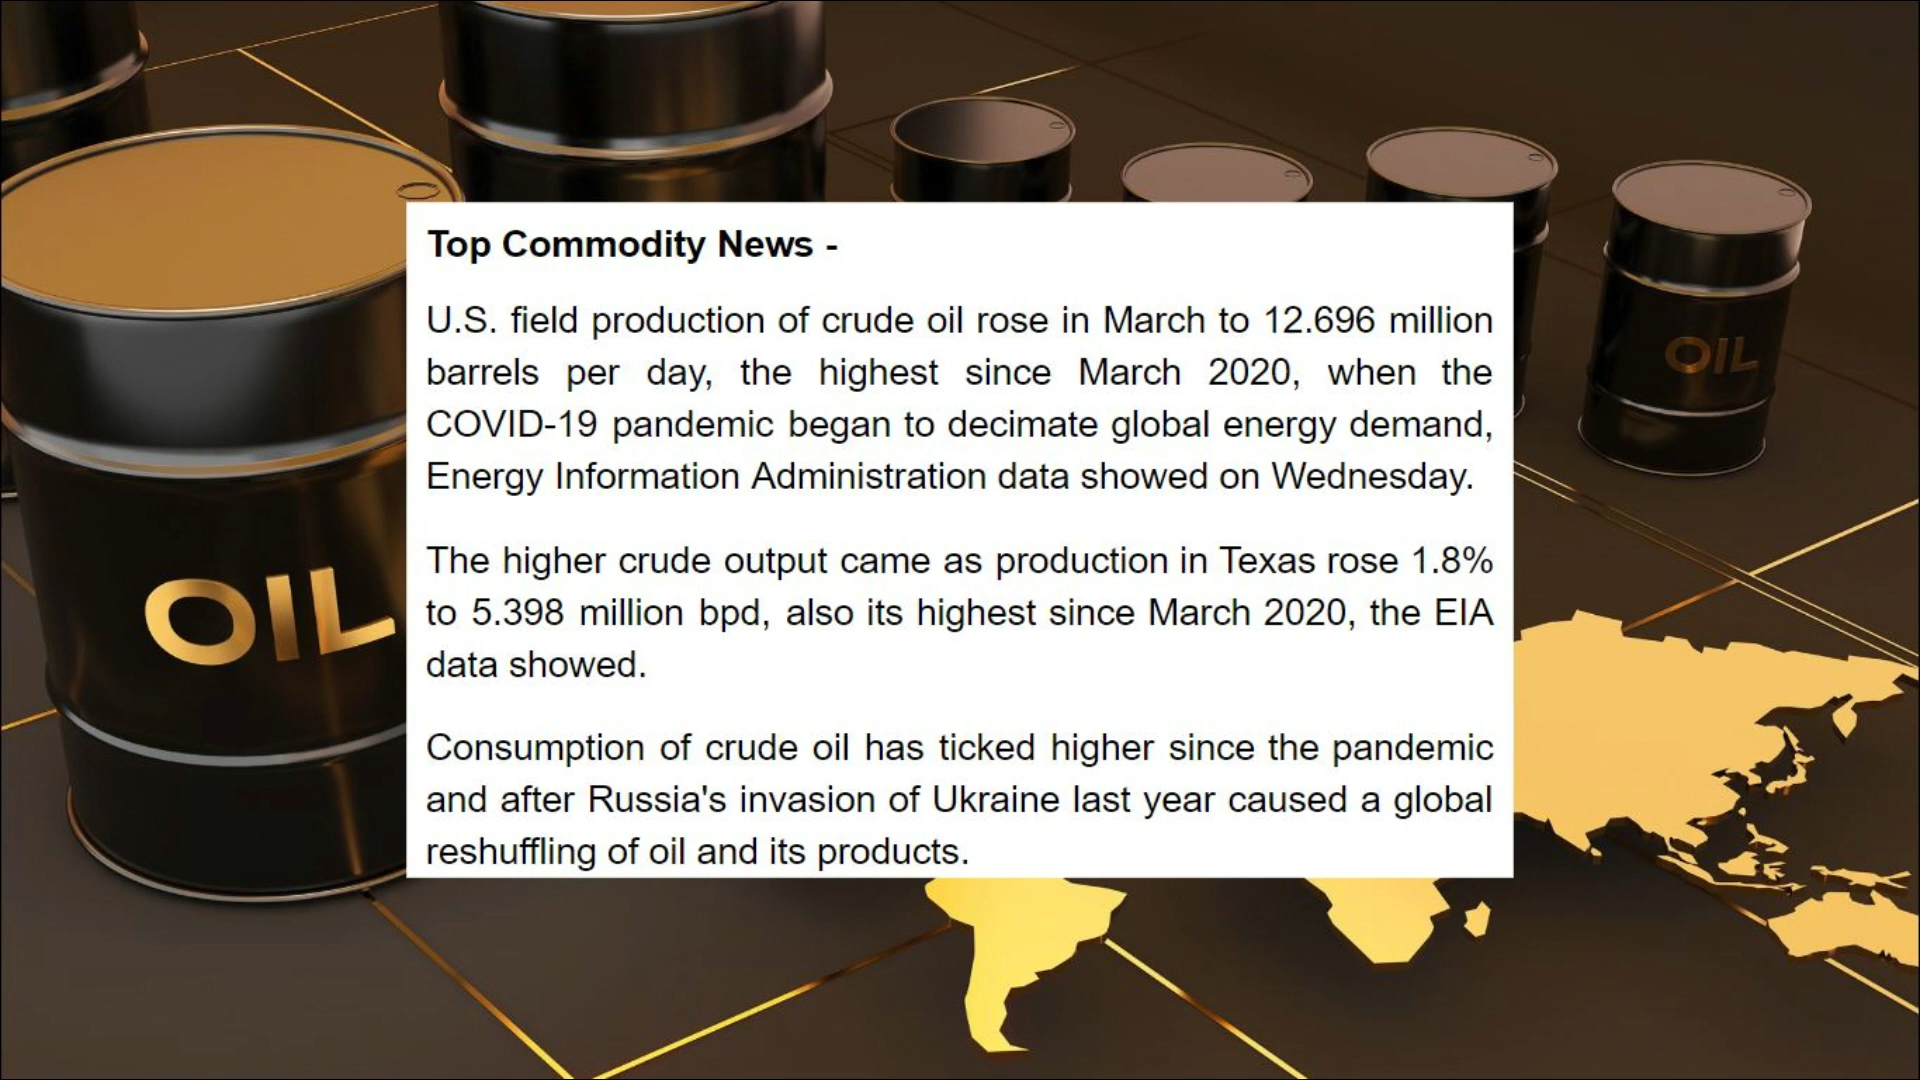 OIL
OIL
Top Commodity News -
U.S. field production of crude oil rose in March to 12.696 million
barrels per day, the highest since March 2020, when the
COVID-19 pandemic began to decimate global energy demand,
Energy Information Administration data showed on Wednesday.
The higher crude output came as production in Texas rose 1.8%
to 5.398 million bpd, also its highest since March 2020, the EIA
data showed.
Consumption of crude oil has ticked higher since the pandemic
and after Russia's invasion of Ukraine last year caused a global
reshuffling of oil and its products.